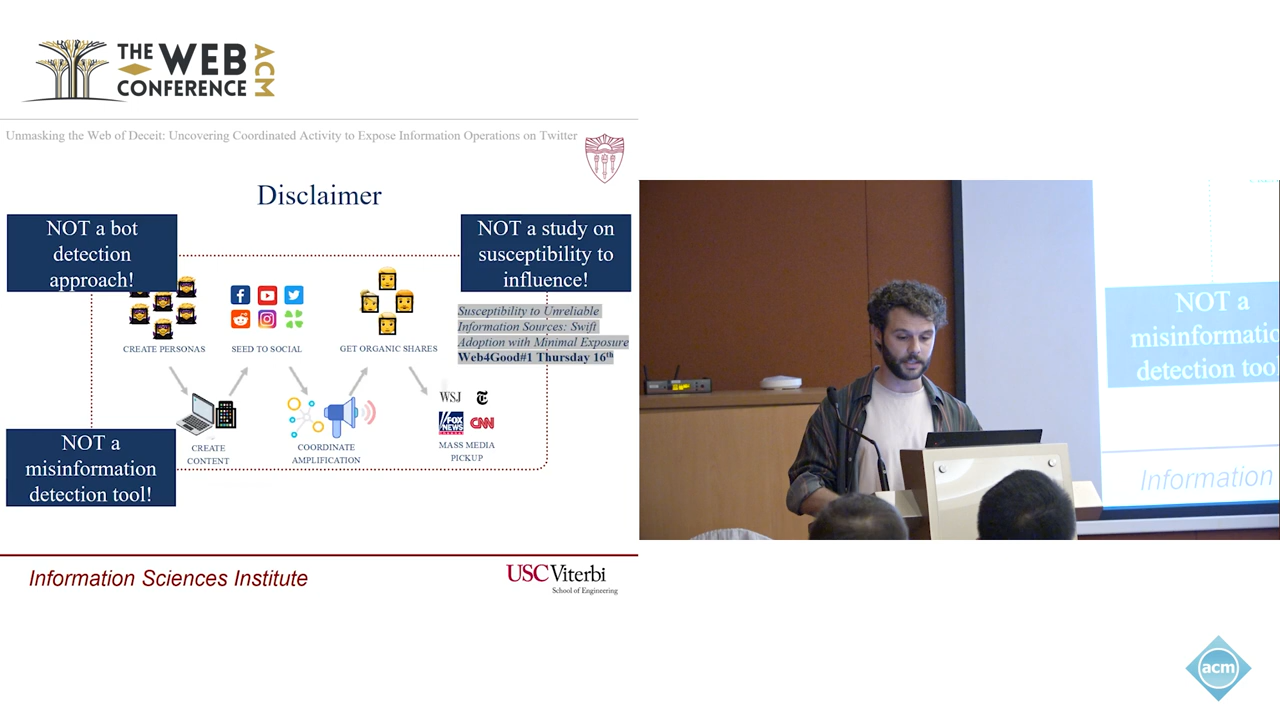 THE WEB
CONFERENCE
ACM
Unmasking the Web of Deceit: Uncovering Coordinated Activity to Expose Information Operations on Twitter
Disclaimer
NOT a bot
detection
approach!
NOT a study on
susceptibility to
influence!
Susceptibility to Unreliable
Information Sources: Swift
Adoption with Minimal Exposure
Web4Good#1 Thursday 16th
CREATE PERSONAS
SEED TO SOCIAL
GET ORGANIC SHARES
WSJ
FOX
NEWS
CNN
CREATE
CONTENT
COORDINATE
AMPLIFICATION
MASS MEDIA
PICKUP
NOT a
misinformation
detection tool!
Information Sciences Institute
USC Viterbi
School of Engineering
NOT a
misinformatio
detection too
Information
acm